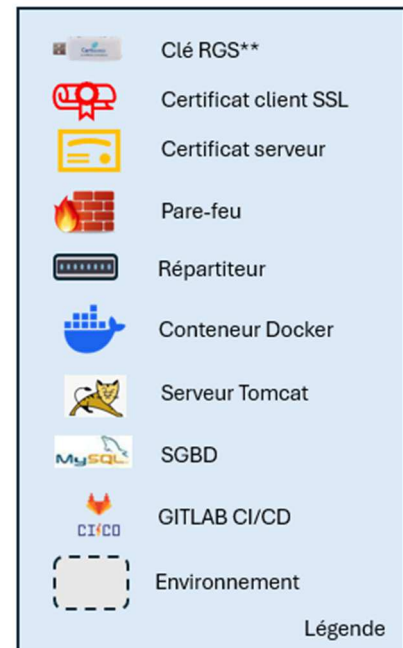 Clé RGS**
Certificat client SSL
Certificat serveur
Pare-feu
Répartiteur
Conteneur Docker
Serveur Tomcat
MySQL SGBD
CI/CD GITLAB CI/CD
Environnement
Légende